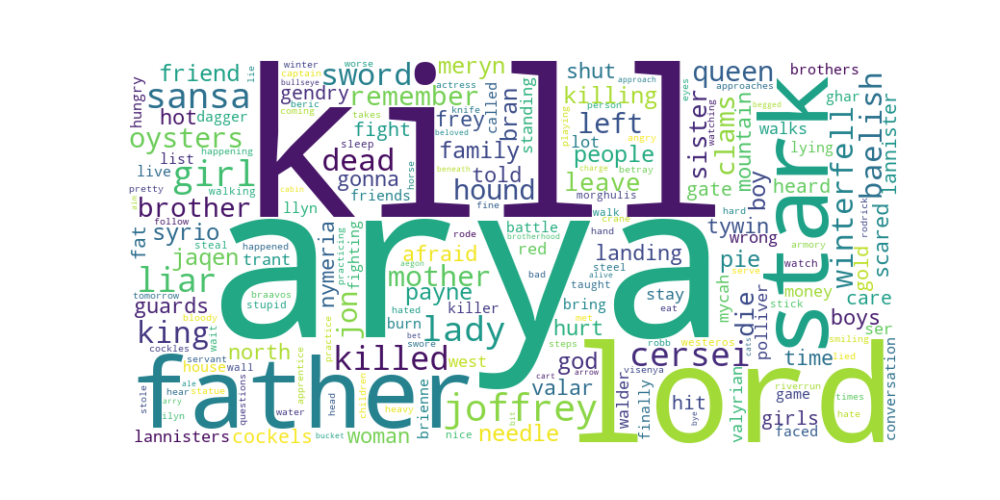 kill
arya
stark
lord
father
friend
sansa
oysters
girl
brother
sword
remember
gendry
hot
dagger
hungry
list
live
pretty
walking
dead
gonna
friends
llyn
fat
syrio
jaqen
liar
guards
king
steal
trant
happened
tomorrow
braavos
stupid
bloody
wait
cockles
servant
house
wall
north
stole
hear
ale
arry
statue
ilyn
questions
lannisters
cockels
woman
water
bucket
apprentice
practice
nymeria
jon
practicing
fighting
aegon
afraid
mother
payne
hated
killer
burn
bet
swore
lady
killed
west
children
heavy
head
brienne
joffrey
nice
bit
needle
cart
arrow
steps
god
valar
visenya
winter
captain
bullseye
lie
worse
coming
beric
takes
actress
knife
beloved
sleep
fight
meryn
frey
called
bran
standing
family
told
hound
horse
beneath
fine
rode
battle
brotherhood
red
bad
shut
killing
person
playing
left
angry
lot
people
betray
leave
charge
morghulis
walk
crane
hand
landing
steel
alive
taught
bring
stay
eat
hurt
met
robb
westeros
cersei
hit
bye
walder
finally
queen
approach
approaches
eyes
watching
begged
sister
clams
mountain
gate
boy
hard
tywin
wrong
armory
pie
mycah
die
cats
polliver
money
stick
serve
watch
time
game
girls
faced
valyrian
riverrun
times
hate
lied
smiling
conversation
brothers
ghar
walks
lying
heard
winterfell
baelish
rodrick
lannister
scared
gold
care
boys
ser
happening
aim
follow
cabin